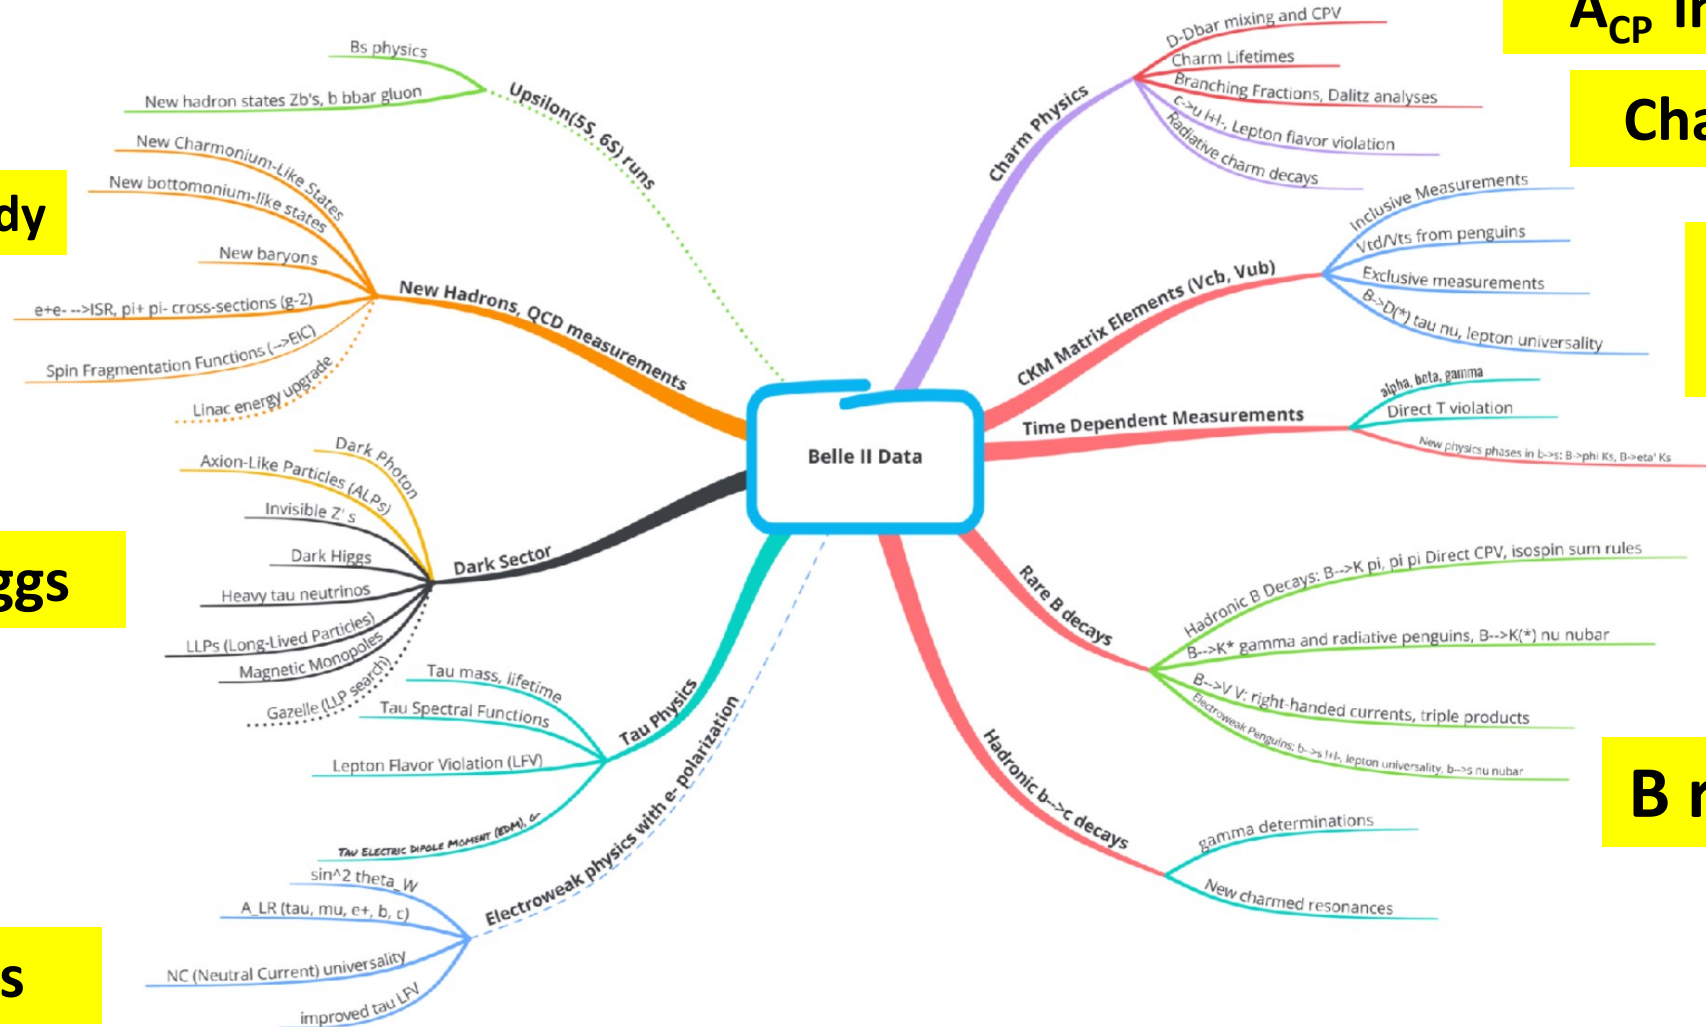 Belle II Data
Upsilon(5S, 6S) runs
Bs physics
New hadron states Zb's, b bbar gluon
New Hadrons, QCD measurements
New Charmonium-Like States
New bottomonium-like states
New baryons
e+e- -->ISR, pi+ pi- cross-sections (g-2)
Spin Fragmentation Functions (-->EIC)
Linac energy upgrade
Dark Sector
Dark Photon
Axion-Like Particles (ALPs)
Invisible Z' s
Dark Higgs
Heavy tau neutrinos
LLPs (Long-Lived Particles)
Magnetic Monopoles
Gazelle (LLP search)
Tau Physics
Tau mass, lifetime
Tau Spectral Functions
Lepton Flavor Violation (LFV)
TAU ELECTRIC DIPOLE MOMENT (EDM),
Electroweak physics with e- polarization
sin^2 theta_W
A_LR (tau, mu, e+, b, c)
NC (Neutral Current) universality
improved tau LFV
Charm Physics
D-Dbar mixing and CPV
Charm Lifetimes
Branching Fractions, Dalitz analyses
c->u l+l-, Lepton flavor violation
Radiative charm decays
CKM Matrix Elements (Vcb, Vub)
Inclusive Measurements
Vtd/Vts from penguins
Exclusive measurements
B->D(*) tau nu, lepton universality
Time Dependent Measurements
alpha, beta, gamma
Direct T violation
New physics phases in b->s: B->phi Ks, B->eta' Ks
Rare B decays
Hadronic B Decays: B-->K pi, pi pi Direct CPV, isospin sum rules
B-->K* gamma and radiative penguins, B-->K(*) nu nubar
B-->V V: right-handed currents, triple products
Electroweak Penguins: b-->s l+l-, lepton universality, b-->s nu nubar
Hadronic b-->c decays
gamma determinations
New charmed resonances
dy
ggs
s
ACP in
Cha
B r